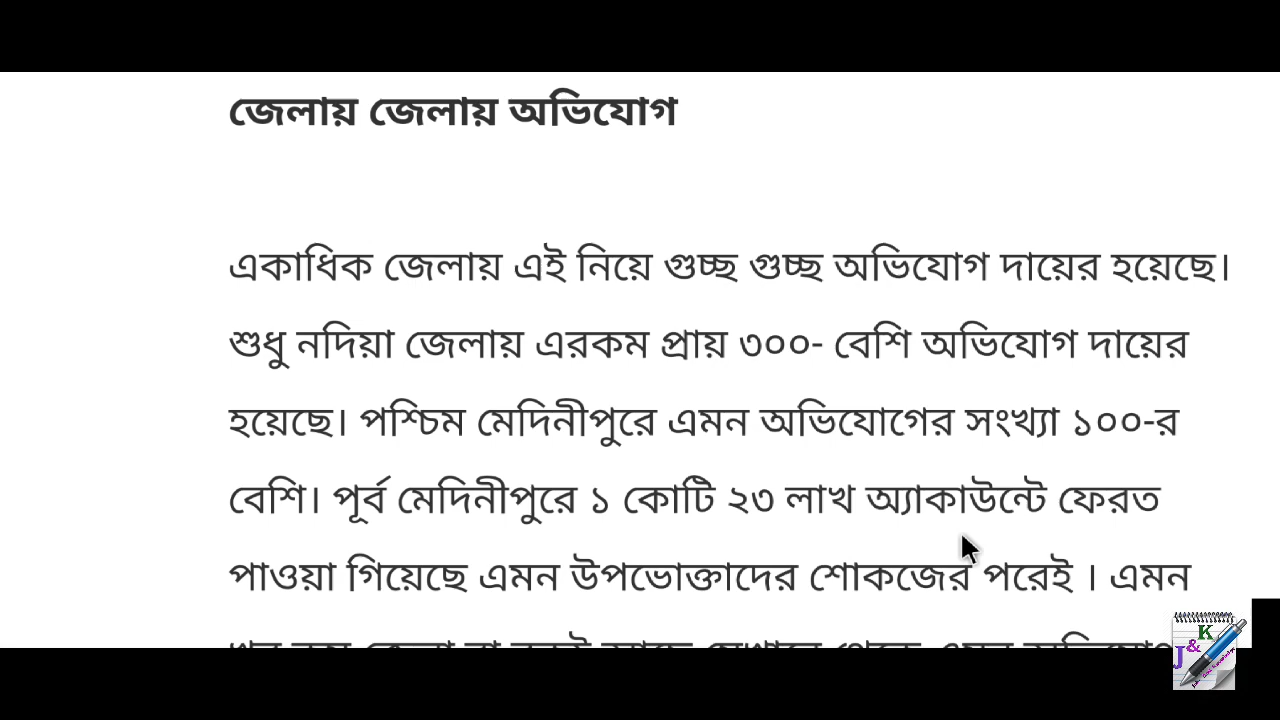 জেলায় জেলায় অভিযোগ
একাধিক জেলায় এই নিয়ে গুচ্ছ গুচ্ছ অভিযোগ দায়ের হয়েছে।
শুধু নদিয়া জেলায় এরকম প্রায় ৩০০- বেশি অভিযোগ দায়ের
হয়েছে। পশ্চিম মেদিনীপুরে এমন অভিযোগের সংখ্যা ১০০-র
বেশি। পূর্ব মেদিনীপুরে ১ কোটি ২৩ লাখ অ্যাকাউন্টে ফেরত
পাওয়া গিয়েছে এমন উপভোক্তাদের শোকজের পরেই । এমন
J&K